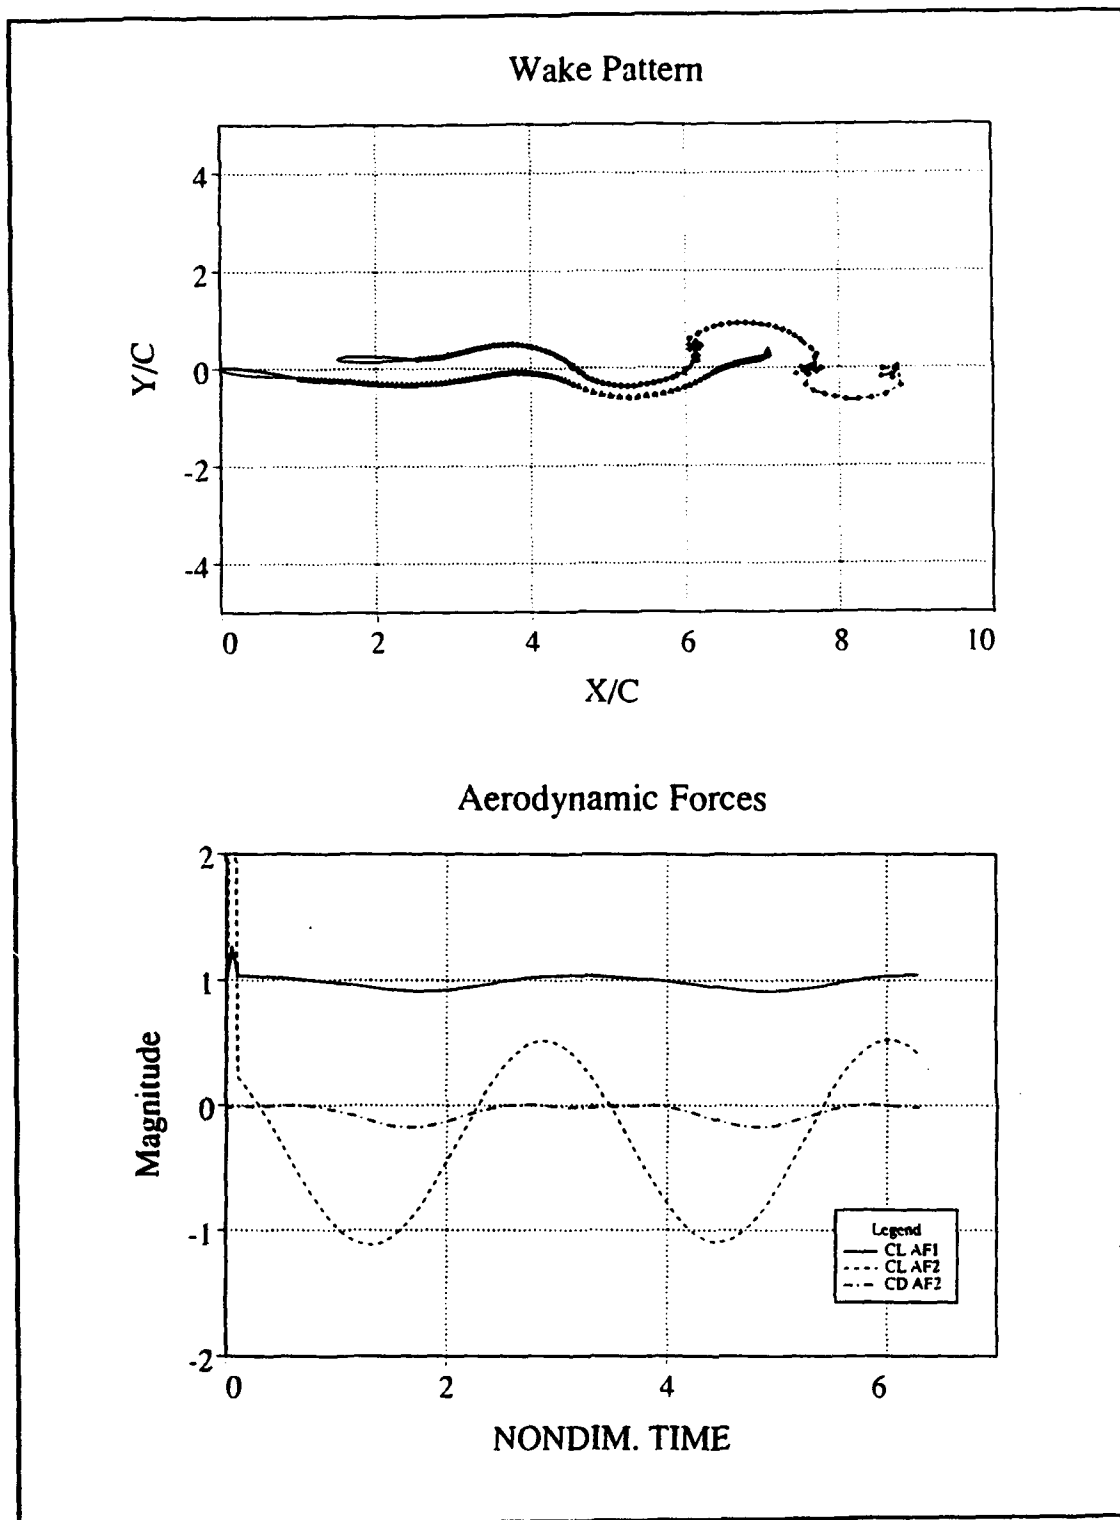 Wake Pattern
4
2
0
-2
-4
Y/C
0 2 4 6 8 10
X/C
Aerodynamic Forces
2
1
0
-1
-2
Magnitude
Legend
CL AF1
CL AF2
CD AF2
0 2 4 6
NONDIM. TIME